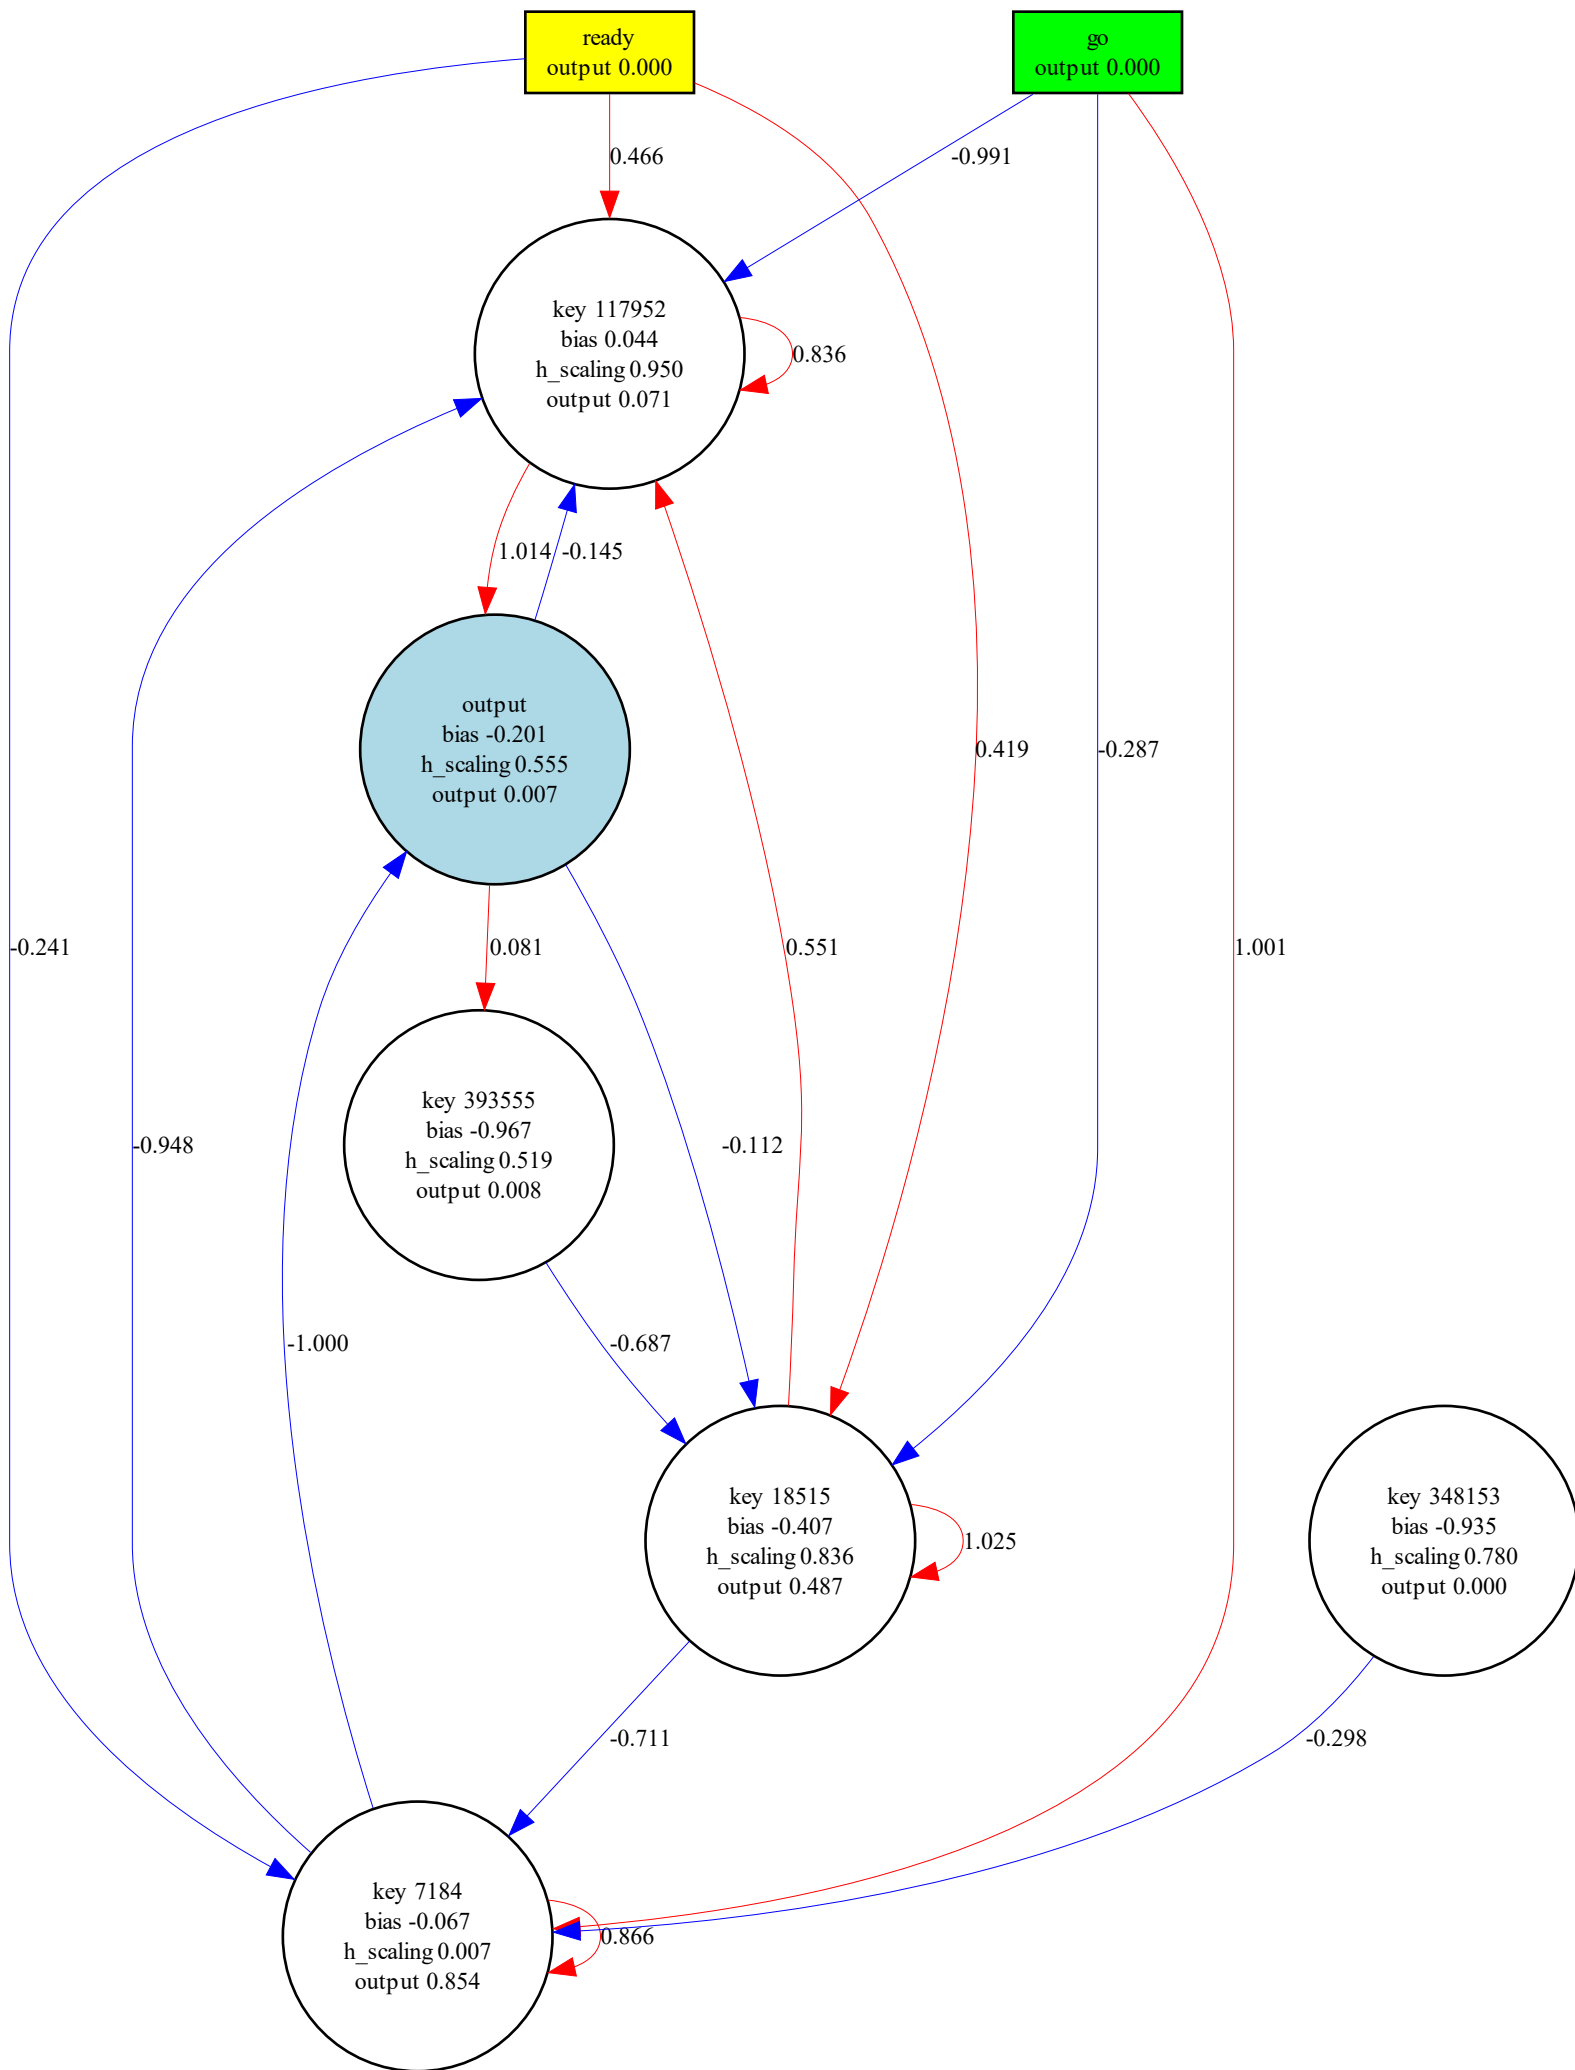 ready
output 0.000
go
output 0.000
0.466
-0.991
key 117952
bias 0.044
h_scaling 0.950
output 0.071
0.836
1.014
-0.145
output
bias -0.201
h_scaling 0.555
output 0.007
0.419
-0.287
-0.241
0.081
0.551
1.001
key 393555
bias -0.967
h_scaling 0.519
output 0.008
-0.948
-0.112
-1.000
-0.687
key 18515
bias -0.407
h_scaling 0.836
output 0.487
1.025
key 348153
bias -0.935
h_scaling 0.780
output 0.000
-0.711
-0.298
key 7184
bias -0.067
h_scaling 0.007
output 0.854
0.866